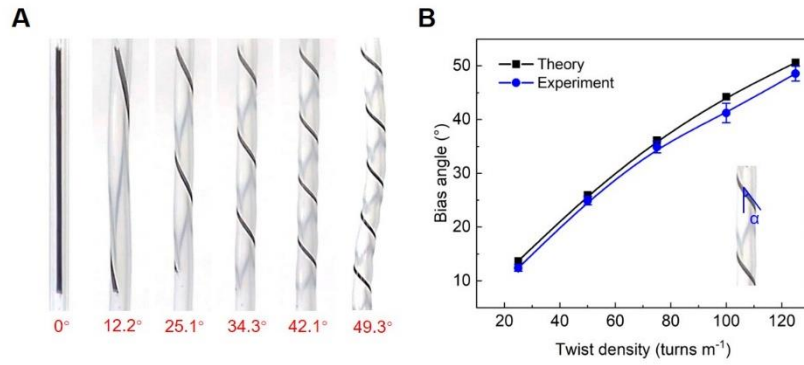 A
0° 12.2° 25.1° 34.3° 42.1° 49.3°
B
Theory
Experiment
Bias angle (°)
50
40
30
20
10
α
20 40 60 80 100 120
Twist density (turns m⁻¹)